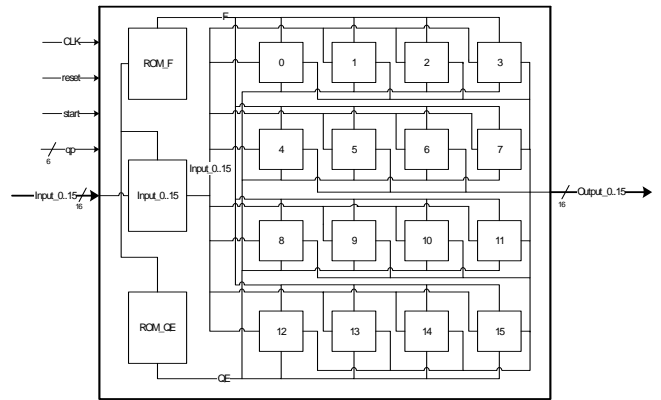 F
CLK
ROM_F
0
1
2
3
reset
start
qp
6
4
5
6
7
Input_0..15
Input_0..15
16
Input_0..15
Output_0..15
16
8
9
10
11
ROM_QE
12
13
14
15
QE